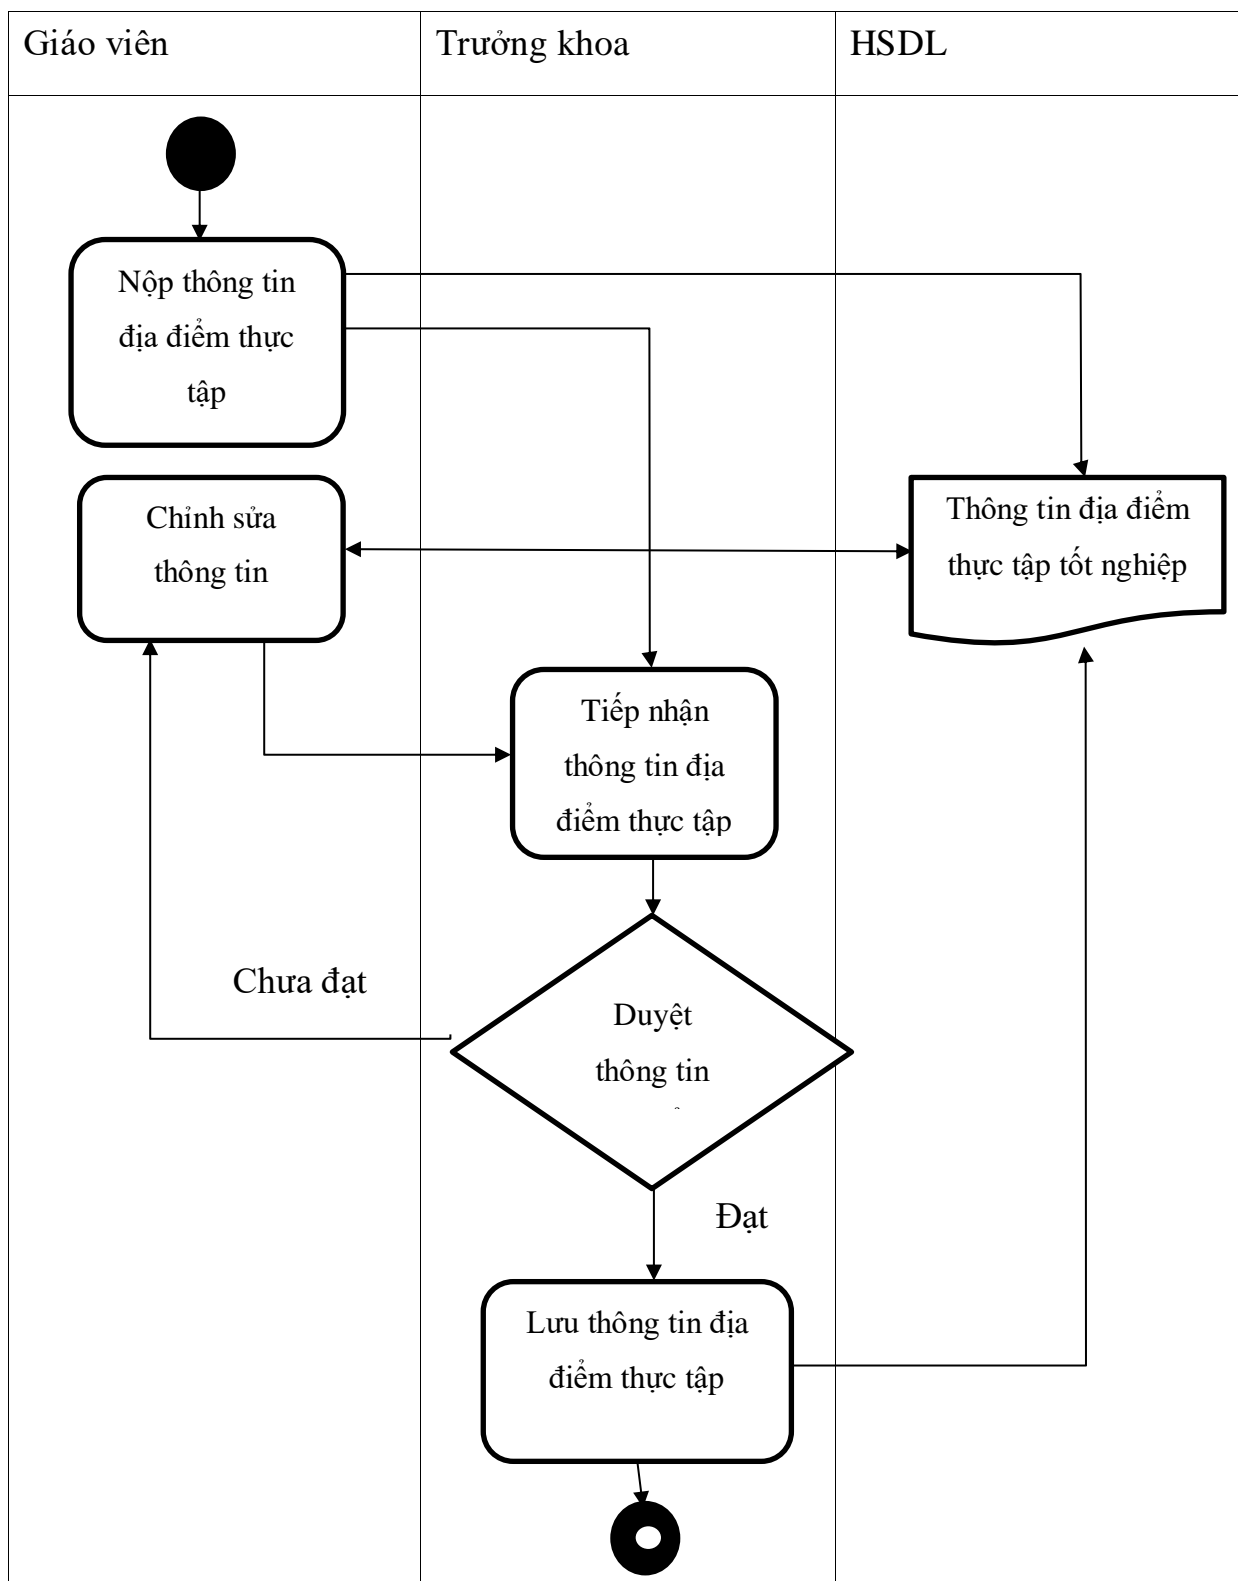 Giáo viên
Trưởng khoa
HSDL
Nộp thông tin
địa điểm thực
tập
Chỉnh sửa
thông tin
Thông tin địa điểm
thực tập tốt nghiệp
Tiếp nhận
thông tin địa
điểm thực tập
Chưa đạt
Duyệt
thông tin
Đạt
Lưu thông tin địa
điểm thực tập